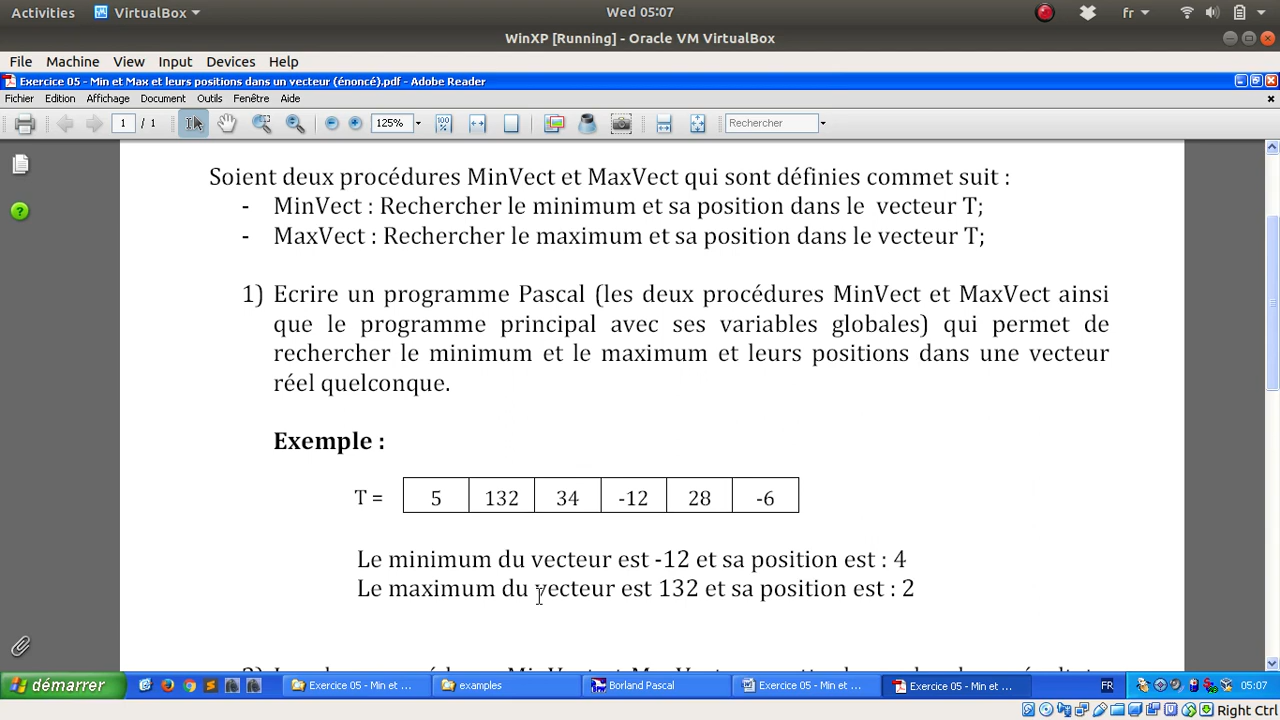 Activities VirtualBox Wed 05:07 fr
WinXP [Running] - Oracle VM VirtualBox
File Machine View Input Devices Help
Exercice 05 - Min et Max et leurs positions dans un vecteur (énoncé).pdf - Adobe Reader
Fichier Edition Affichage Document Outils Fenêtre Aide
1 / 1 125% Rechercher
Soient deux procédures MinVect et MaxVect qui sont définies commet suit :
- MinVect : Rechercher le minimum et sa position dans le vecteur T;
- MaxVect : Rechercher le maximum et sa position dans le vecteur T;
1) Ecrire un programme Pascal (les deux procédures MinVect et MaxVect ainsi
que le programme principal avec ses variables globales) qui permet de
rechercher le minimum et le maximum et leurs positions dans une vecteur
réel quelconque.
Exemple :
T = 5 132 34 -12 28 -6
Le minimum du vecteur est -12 et sa position est : 4
Le maximum du vecteur est 132 et sa position est : 2
démarrer Exercice 05 - Min et ... examples Borland Pascal Exercice 05 - Min et ... Exercice 05 - Min et ... FR 05:07
Right Ctrl